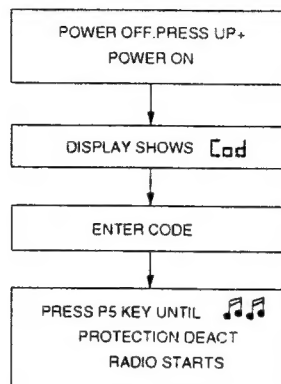 POWER OFF.PRESS UP+
POWER ON
DISPLAY SHOWS Cod
ENTER CODE
PRESS P5 KEY UNTIL
PROTECTION DEACT
RADIO STARTS